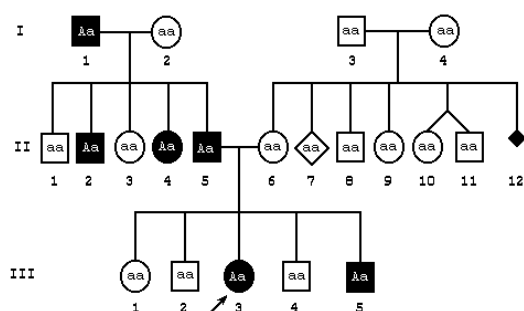 I
Aa aa aa aa
1 2 3 4
II
aa Aa aa Aa Aa aa aa aa aa aa aa
1 2 3 4 5 6 7 8 9 10 11 12
III
aa aa Aa aa Aa
1 2 3 4 5